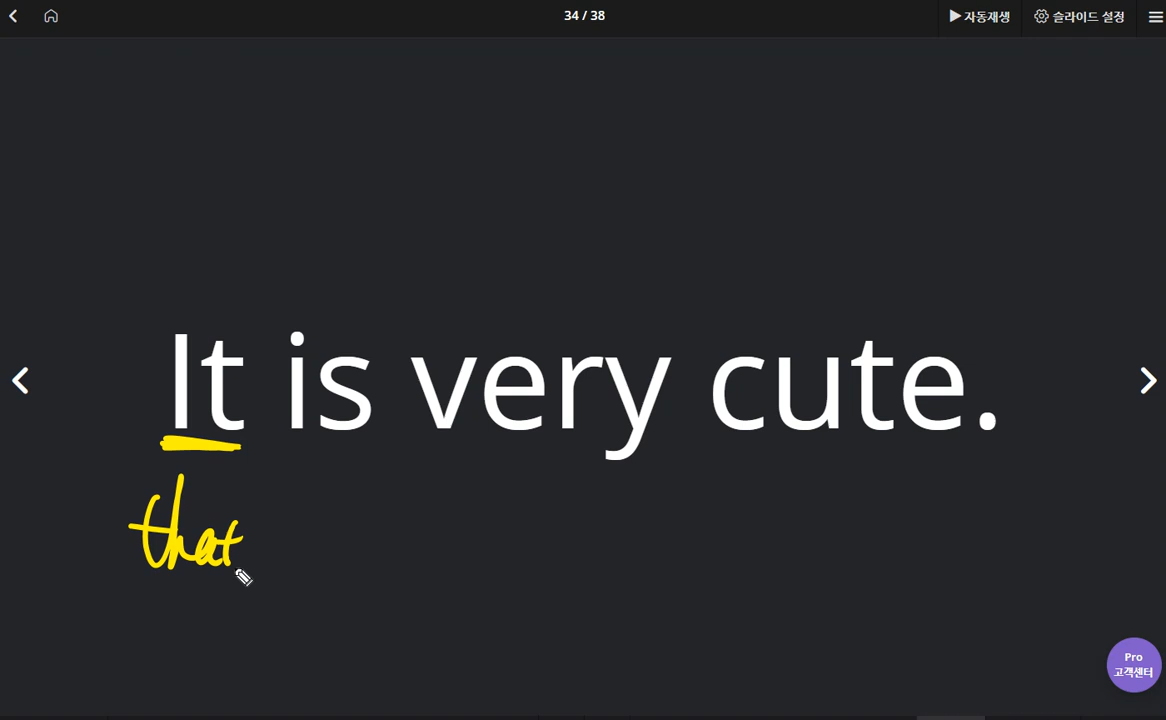 34 / 38
▶ 자동재생
슬라이드 설정
It is very cute.
that
Pro
고객센터